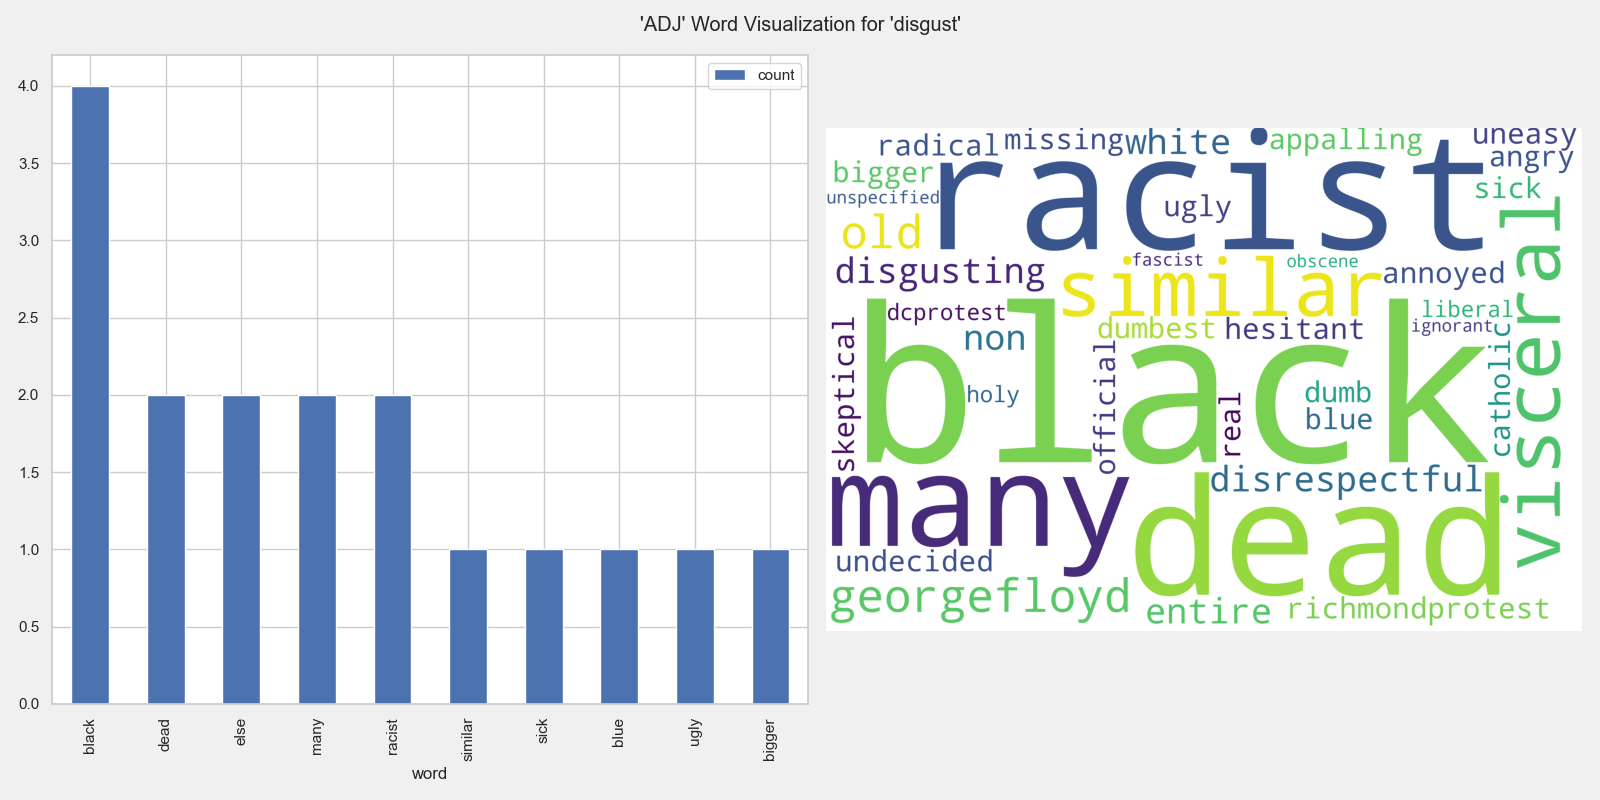 'ADJ' Word Visualization for 'disgust'
count
4.0
3.5
3.0
2.5
2.0
1.5
1.0
0.5
0.0
black
dead
else
many
racist
similar
sick
blue
ugly
bigger
word
radical
missing
white
appalling
uneasy
angry
bigger
racist
sick
unspecified
ugly
old
visceral
fascist
obscene
disgusting
similar
annoyed
dcprotest
liberal
dumbest
hesitant
ignorant
non
skeptical
black
official
catholic
holy
real
dumb
blue
many
disrespectful
dead
undecided
georgefloyd
entire
richmondprotest